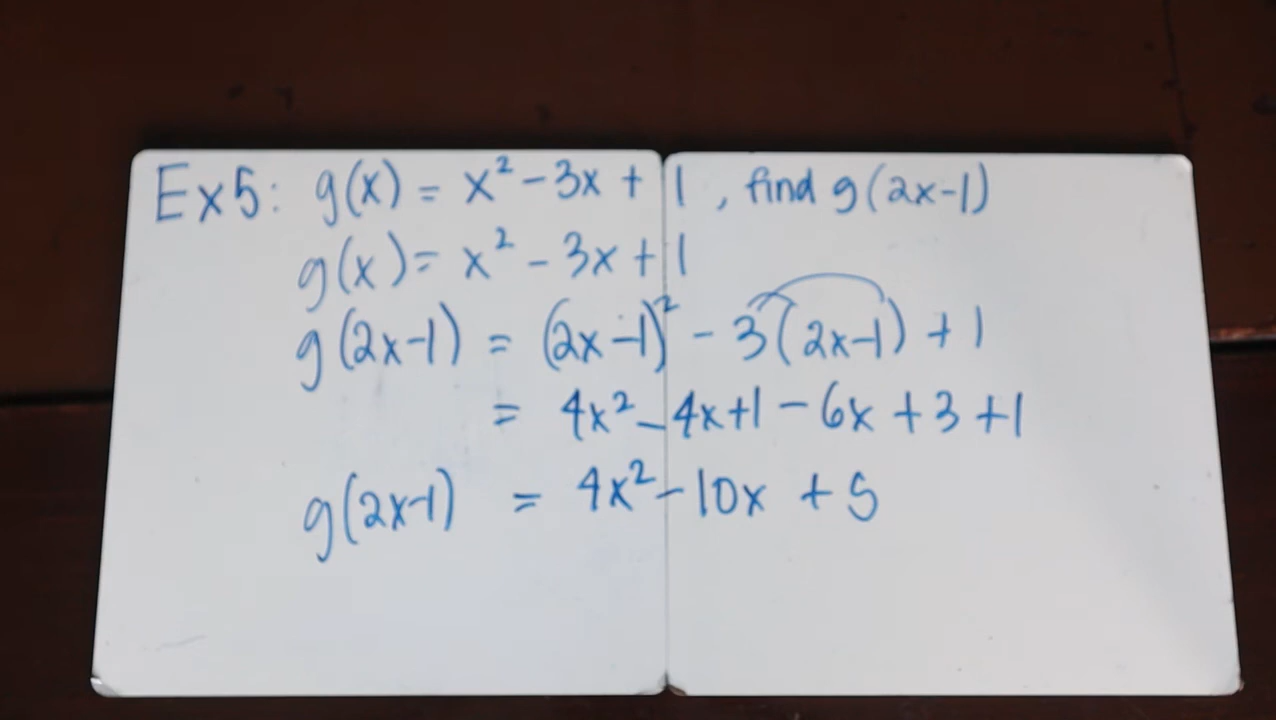 Ex5: g(x) = x² - 3x + 1, find g(2x-1)
g(x) = x² - 3x + 1
g(2x-1) = (2x-1)² - 3(2x-1) + 1
= 4x² - 4x + 1 - 6x + 3 + 1
g(2x-1) = 4x² - 10x + 5